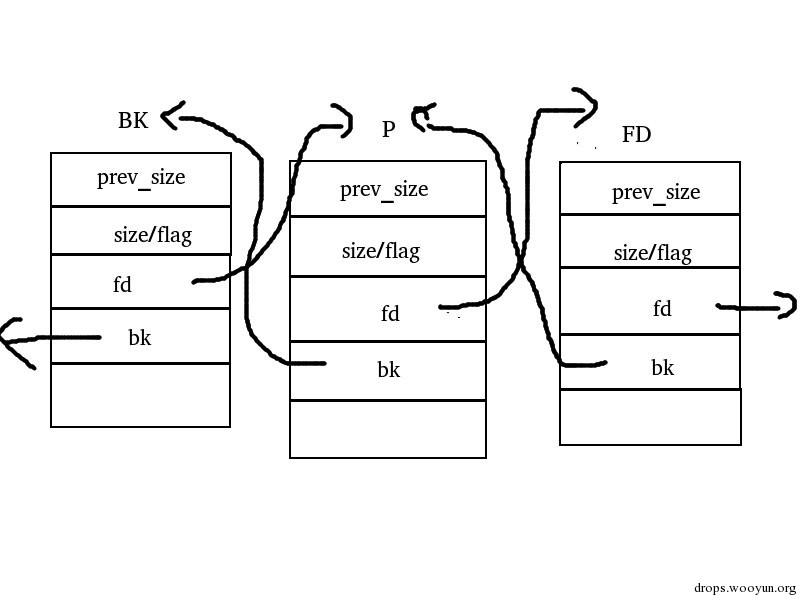 BK
P
FD
prev_size
size/flag
fd
bk
prev_size
size/flag
fd
bk
prev_size
size/flag
fd
bk
drops.wooyun.org